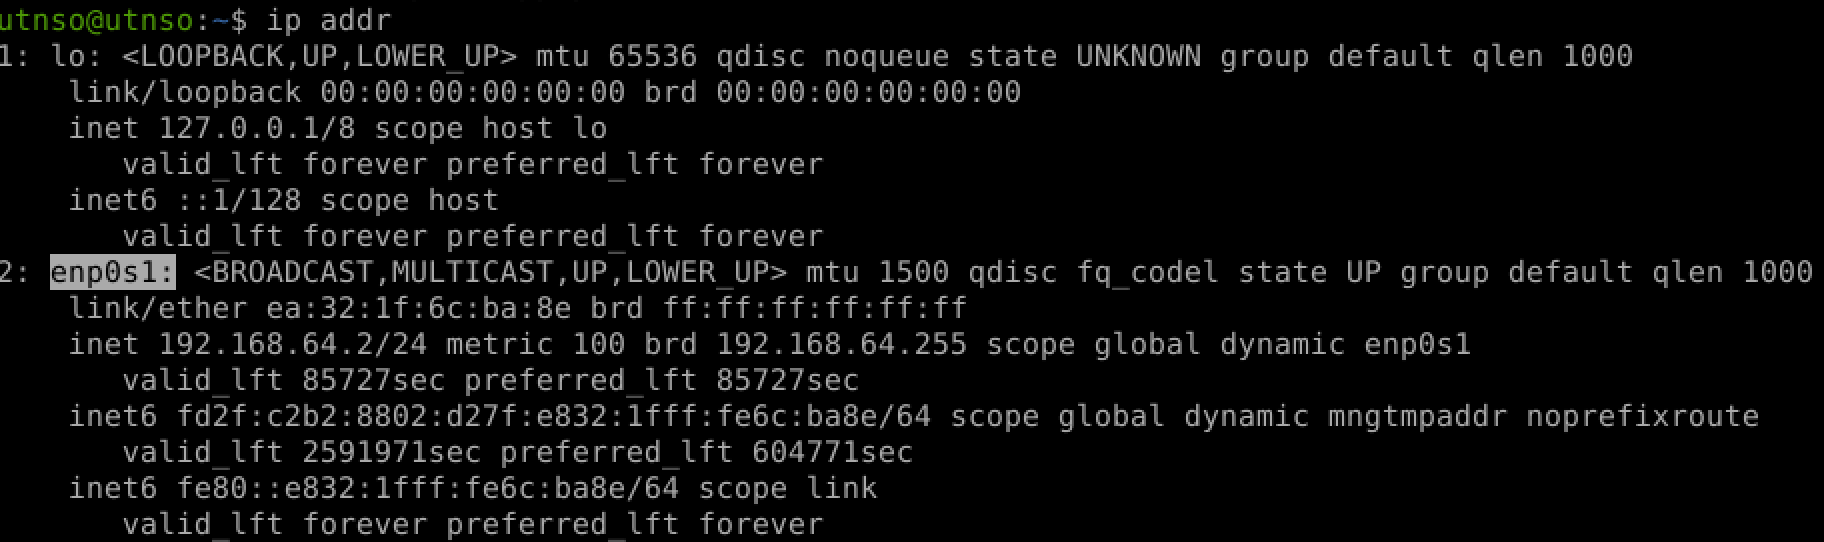 utnso@utnso:~$ ip addr
1: lo: <LOOPBACK,UP,LOWER_UP> mtu 65536 qdisc noqueue state UNKNOWN group default qlen 1000
    link/loopback 00:00:00:00:00:00 brd 00:00:00:00:00:00
    inet 127.0.0.1/8 scope host lo
       valid_lft forever preferred_lft forever
    inet6 ::1/128 scope host
       valid_lft forever preferred_lft forever
2: enp0s1: <BROADCAST,MULTICAST,UP,LOWER_UP> mtu 1500 qdisc fq_codel state UP group default qlen 1000
    link/ether ea:32:1f:6c:ba:8e brd ff:ff:ff:ff:ff:ff
    inet 192.168.64.2/24 metric 100 brd 192.168.64.255 scope global dynamic enp0s1
       valid_lft 85727sec preferred_lft 85727sec
    inet6 fd2f:c2b2:8802:d27f:e832:1fff:fe6c:ba8e/64 scope global dynamic mngtmpaddr noprefixroute
       valid_lft 2591971sec preferred_lft 604771sec
    inet6 fe80::e832:1fff:fe6c:ba8e/64 scope link
       valid_lft forever preferred_lft forever